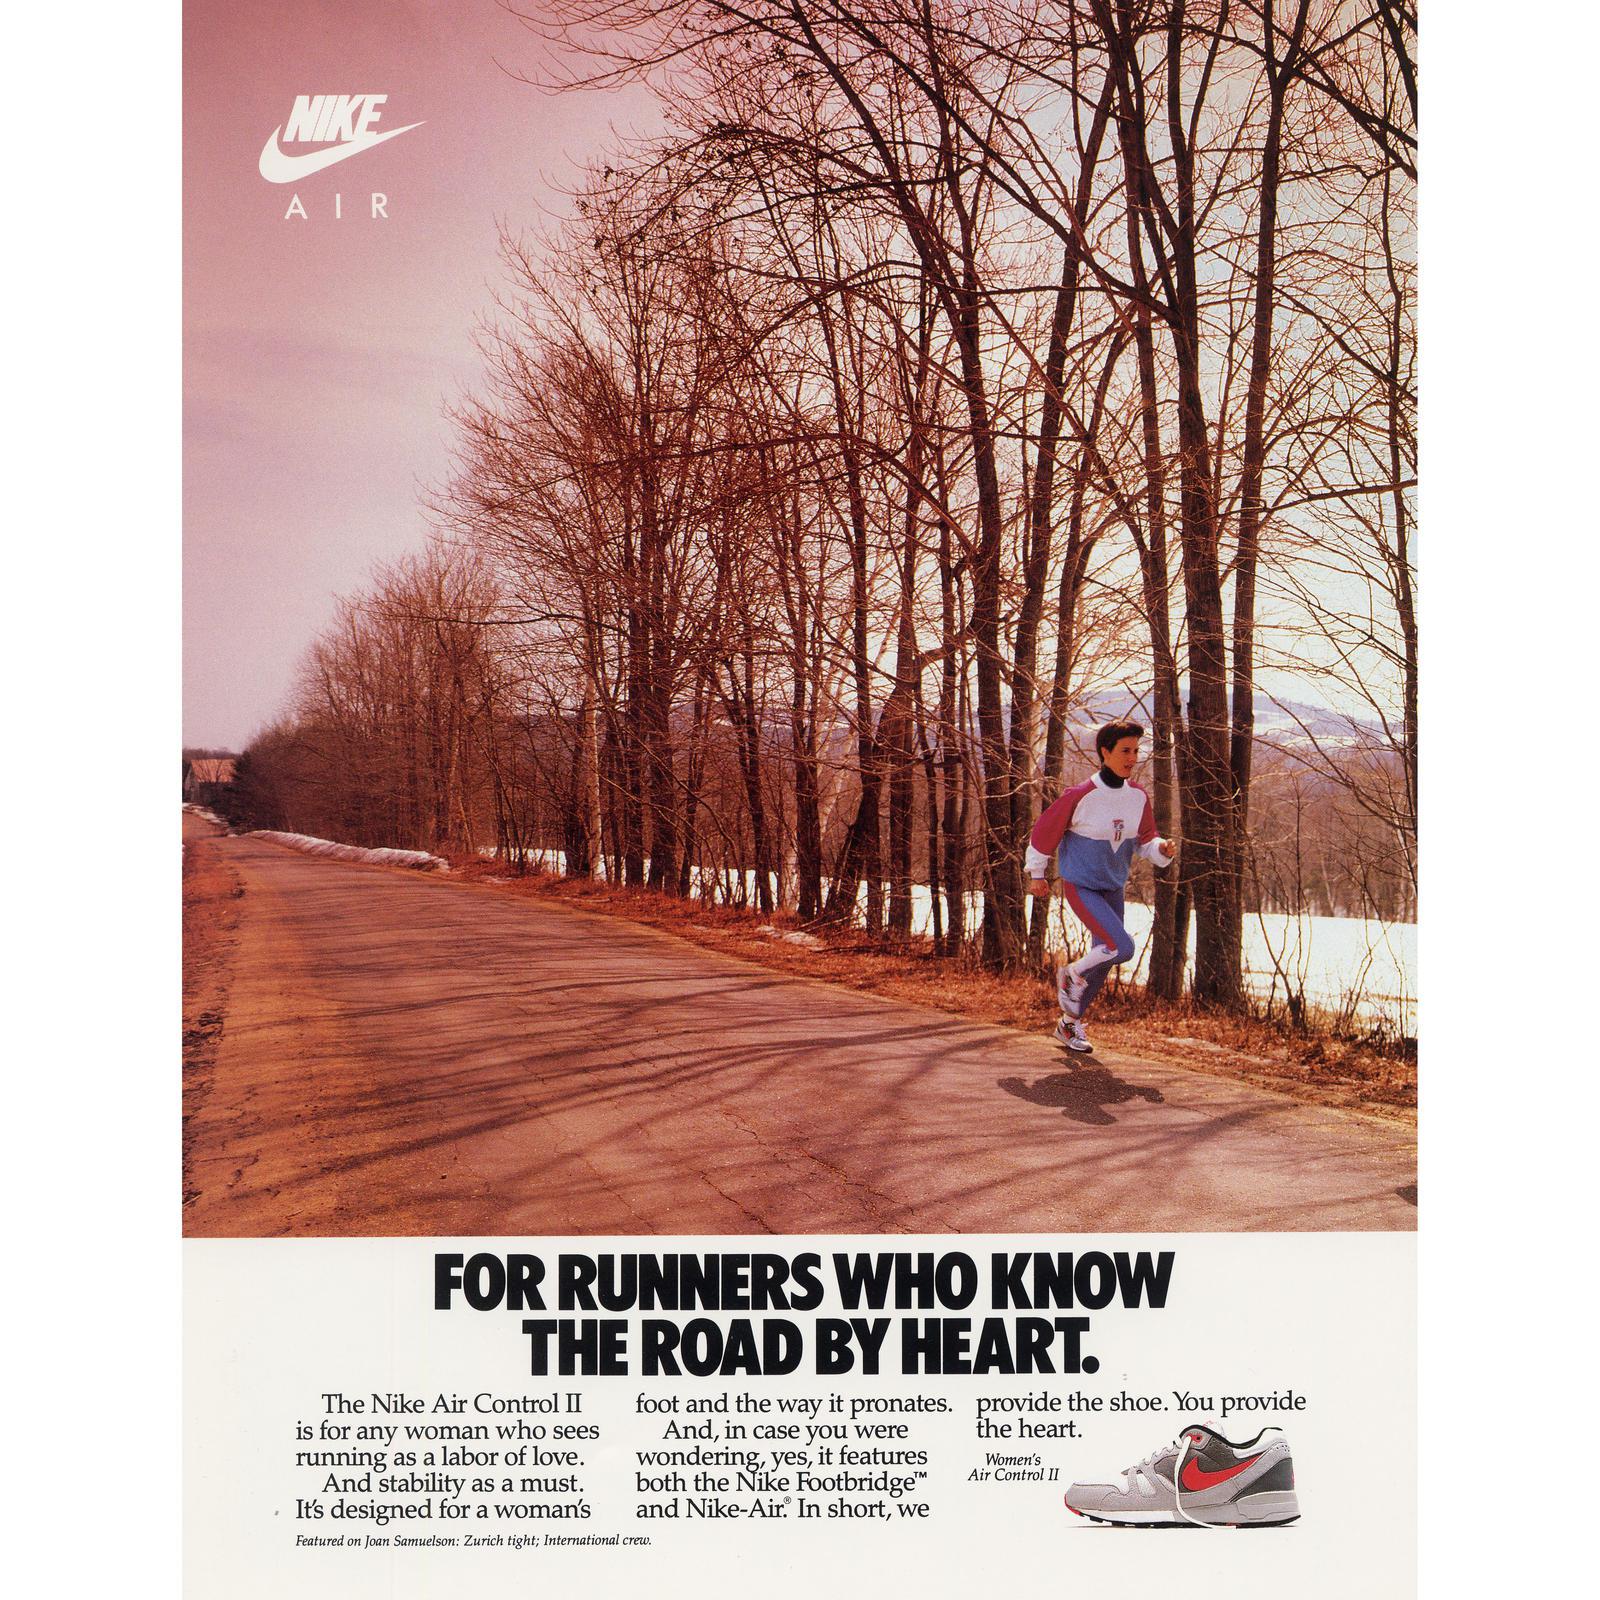 NIKE
AIR
FOR RUNNERS WHO KNOW
THE ROAD BY HEART.
The Nike Air Control II
is for any woman who sees
running as a labor of love.
And stability as a must.
It's designed for a woman's
foot and the way it pronates.
And, in case you were
wondering, yes, it features
both the Nike Footbridge™
and Nike-Air.® In short, we
provide the shoe. You provide
the heart.
Women's
Air Control II
Featured on Joan Samuelson: Zurich tight; International crew.